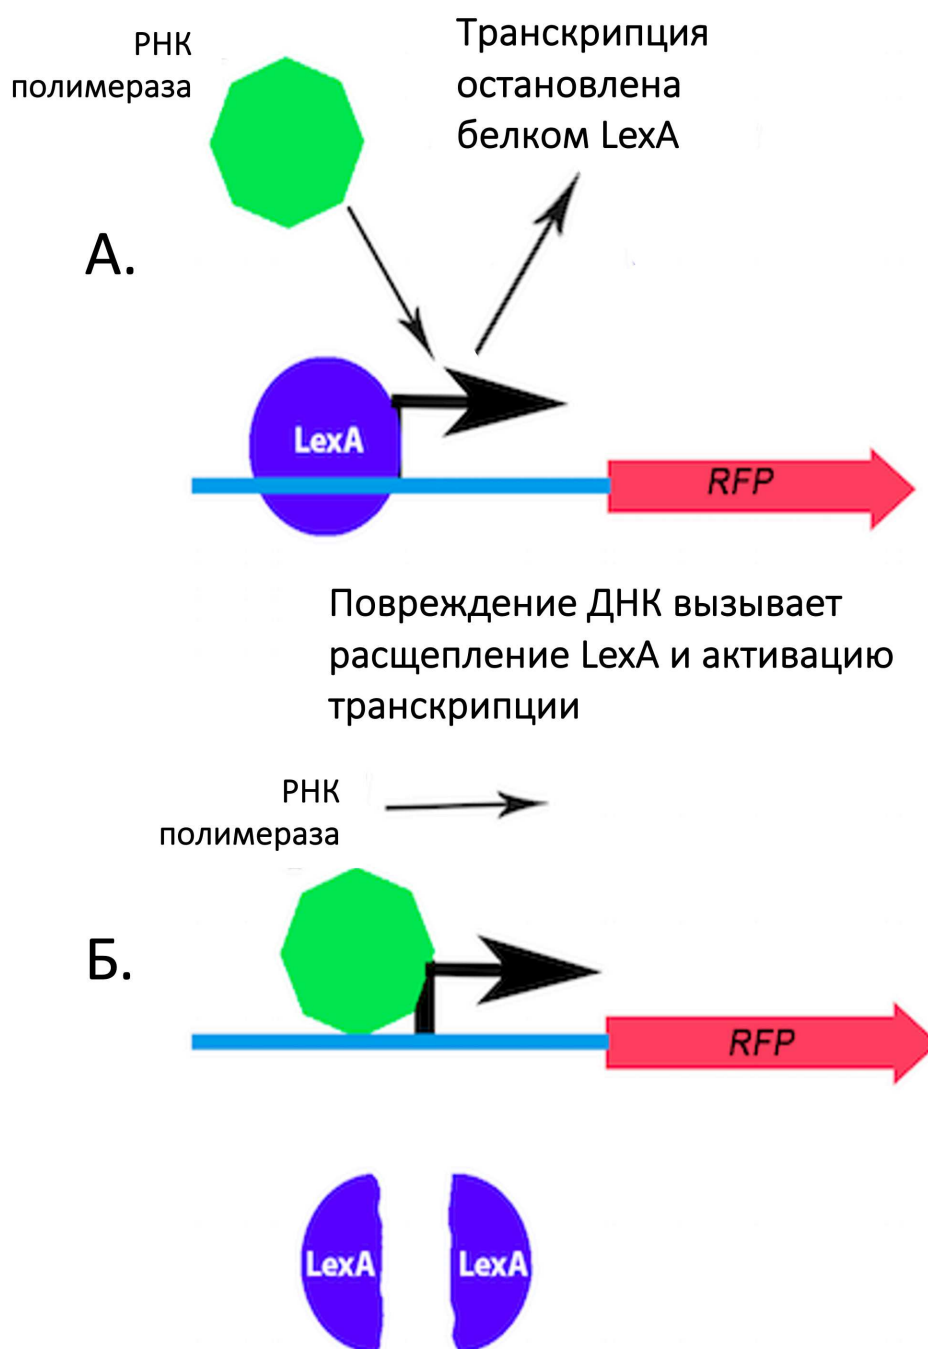 РНК
полимераза
Транскрипция
остановлена
белком LexA
А.
LexA
RFP
Повреждение ДНК вызывает
расщепление LexA и активацию
транскрипции
РНК
полимераза
Б.
RFP
LexA
LexA